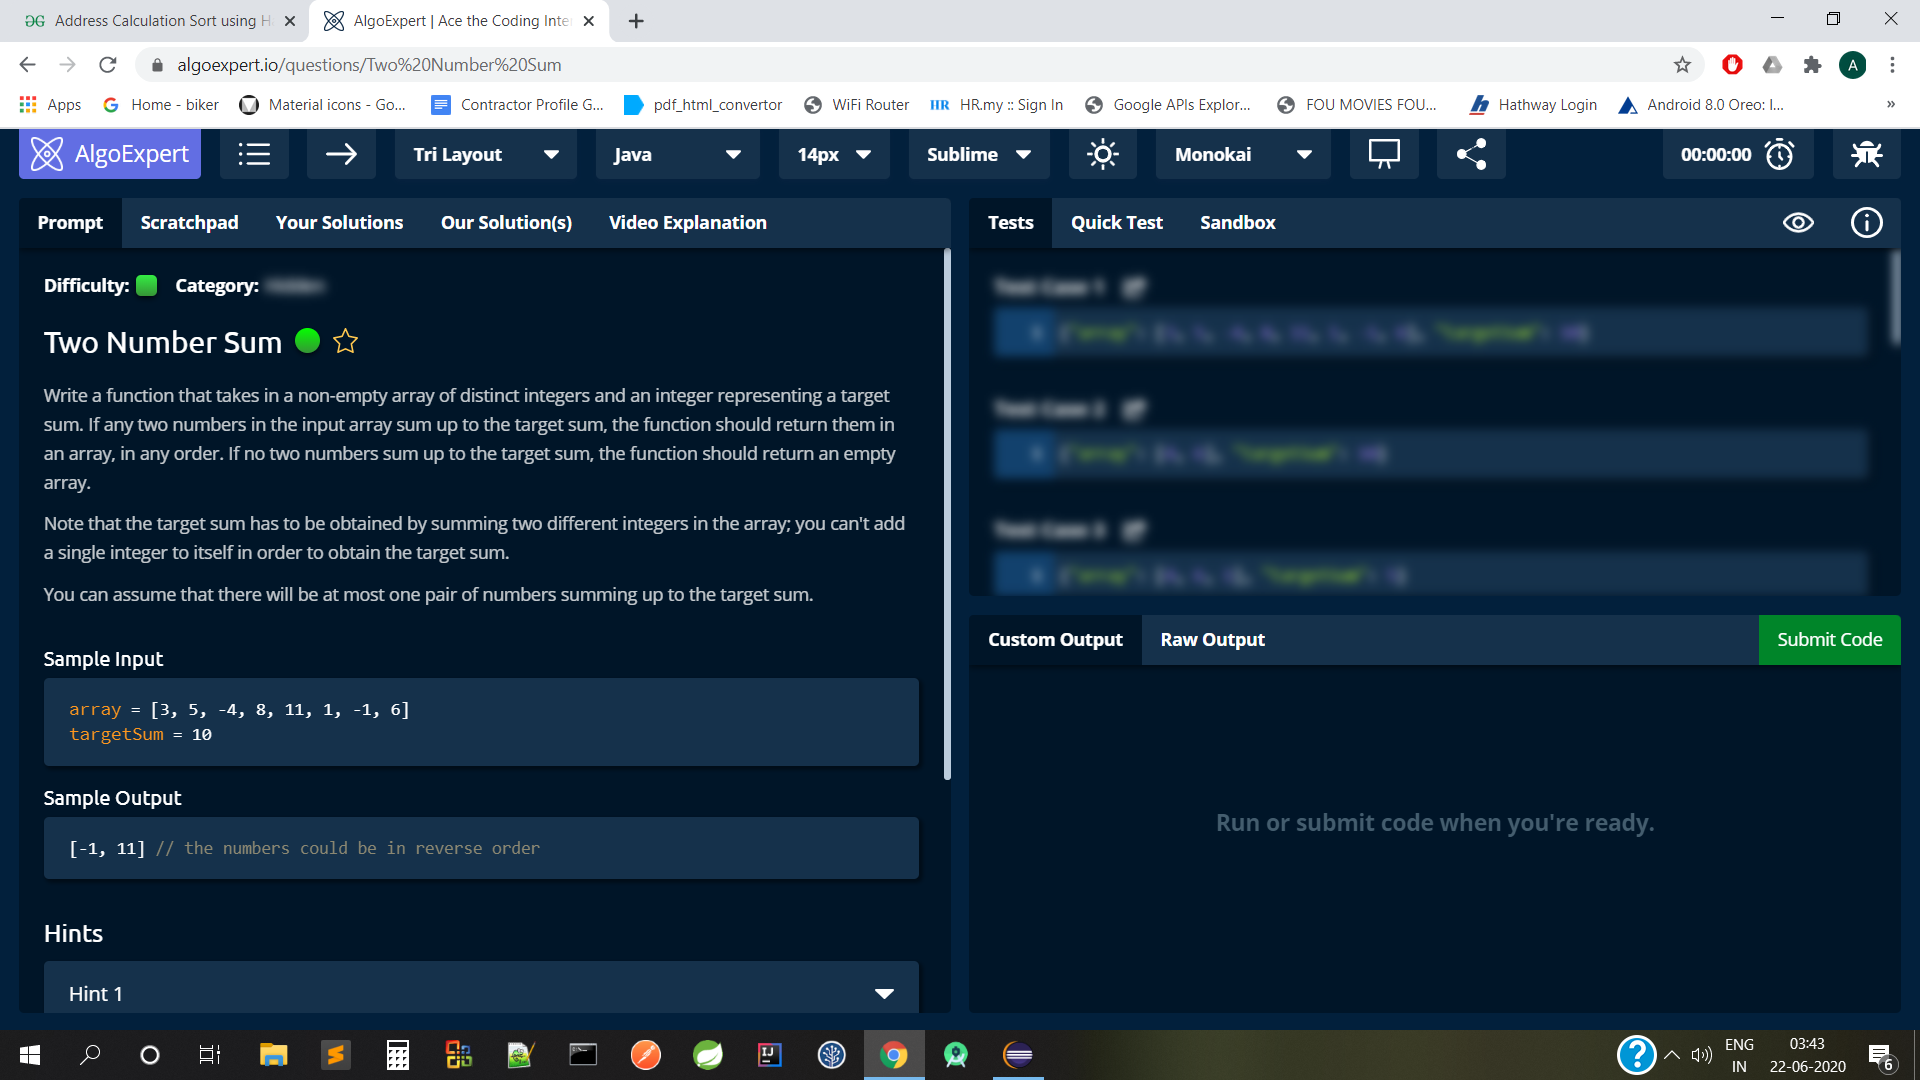 Address Calculation Sort using H
AlgoExpert | Ace the Coding Inte
algoexpert.io/questions/Two%20Number%20Sum
A
Apps
Home - biker
Material icons - Go...
Contractor Profile G...
pdf_html_convertor
WiFi Router
HR.my :: Sign In
Google APIs Explor...
FOU MOVIES FOU...
Hathway Login
Android 8.0 Oreo: I...
»
AlgoExpert
Tri Layout
Java
14px
Sublime
Monokai
00:00:00
Prompt
Scratchpad
Your Solutions
Our Solution(s)
Video Explanation
Difficulty:
Category:
Two Number Sum
Write a function that takes in a non-empty array of distinct integers and an integer representing a target
sum. If any two numbers in the input array sum up to the target sum, the function should return them in
an array, in any order. If no two numbers sum up to the target sum, the function should return an empty
array.
Note that the target sum has to be obtained by summing two different integers in the array; you can't add
a single integer to itself in order to obtain the target sum.
You can assume that there will be at most one pair of numbers summing up to the target sum.
Sample Input
array = [3, 5, -4, 8, 11, 1, -1, 6]
targetSum = 10
Sample Output
[-1, 11] // the numbers could be in reverse order
Hints
Hint 1
Tests
Quick Test
Sandbox
Test Case 1
Test Case 2
Test Case 3
Custom Output
Raw Output
Submit Code
Run or submit code when you're ready.
ENG
IN
03:43
22-06-2020
6